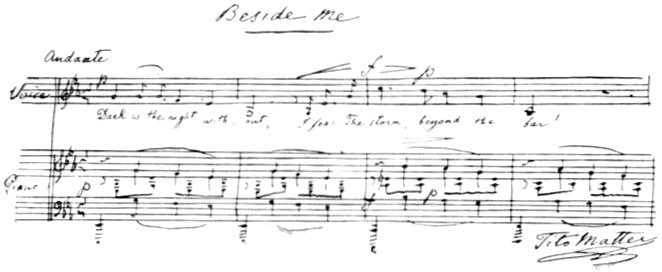 Beside me
Andante
p f p
Voice
Dark is the night with out, I fear The storm, beyond the bar!
Piano
p f p
Tito Mattei